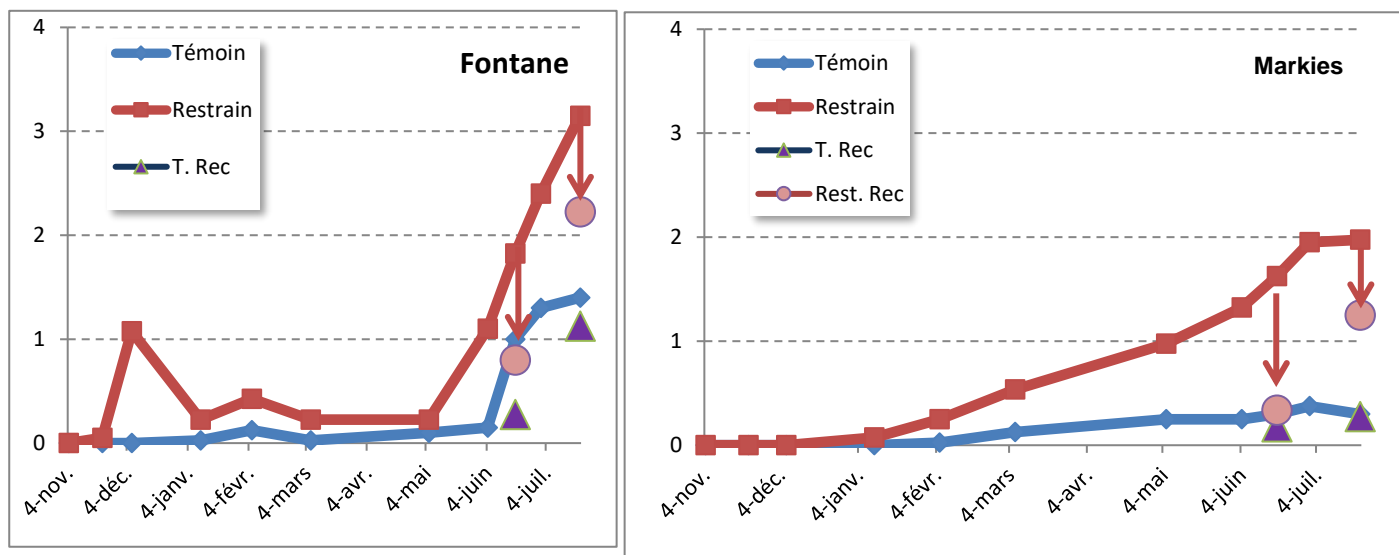 Fontane
4
3
2
1
0
Témoin
Restrain
T. Rec
4-nov.
4-déc.
4-janv.
4-févr.
4-mars
4-avr.
4-mai
4-juin
4-juil.
Markies
4
3
2
1
0
Témoin
Restrain
T. Rec
Rest. Rec
4-nov.
4-déc.
4-janv.
4-févr.
4-mars
4-avr.
4-mai
4-juin
4-juil.